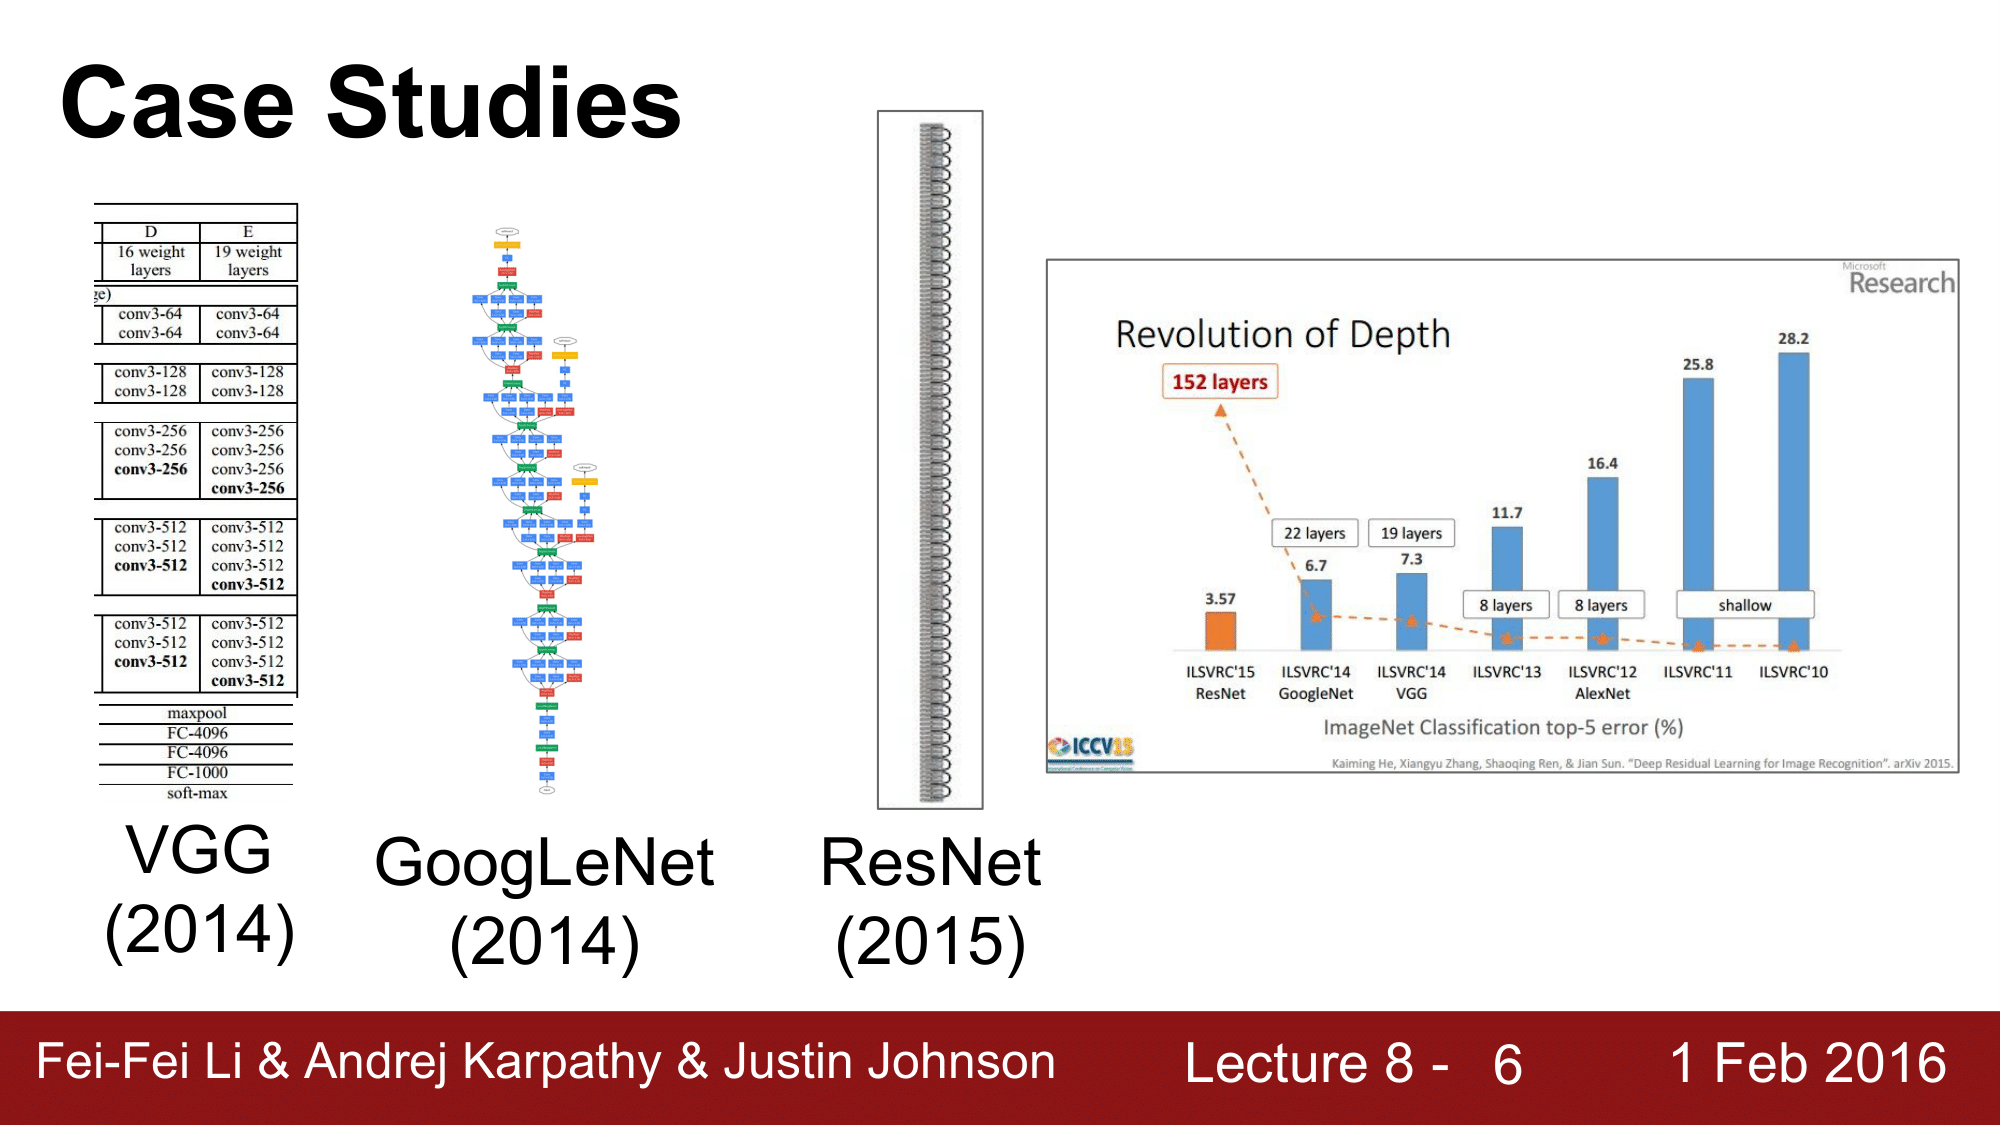 Case Studies
D E
16 weight layers 19 weight layers
ge)
conv3-64 conv3-64
conv3-64 conv3-64
conv3-128 conv3-128
conv3-128 conv3-128
conv3-256 conv3-256
conv3-256 conv3-256
conv3-256 conv3-256
conv3-256
conv3-512 conv3-512
conv3-512 conv3-512
conv3-512 conv3-512
conv3-512
conv3-512 conv3-512
conv3-512 conv3-512
conv3-512 conv3-512
conv3-512
maxpool
FC-4096
FC-4096
FC-1000
soft-max
VGG
(2014)
GoogLeNet
(2014)
ResNet
(2015)
Microsoft
Research
Revolution of Depth
152 layers
28.2
25.8
16.4
11.7
22 layers 19 layers
6.7 7.3
3.57
8 layers 8 layers shallow
ILSVRC'15 ILSVRC'14 ILSVRC'14 ILSVRC'13 ILSVRC'12 ILSVRC'11 ILSVRC'10
ResNet GoogleNet VGG AlexNet
ImageNet Classification top-5 error (%)
ICCV15
Kaiming He, Xiangyu Zhang, Shaoqing Ren, & Jian Sun. "Deep Residual Learning for Image Recognition". arXiv 2015.
Fei-Fei Li & Andrej Karpathy & Justin Johnson Lecture 8 - 6 1 Feb 2016